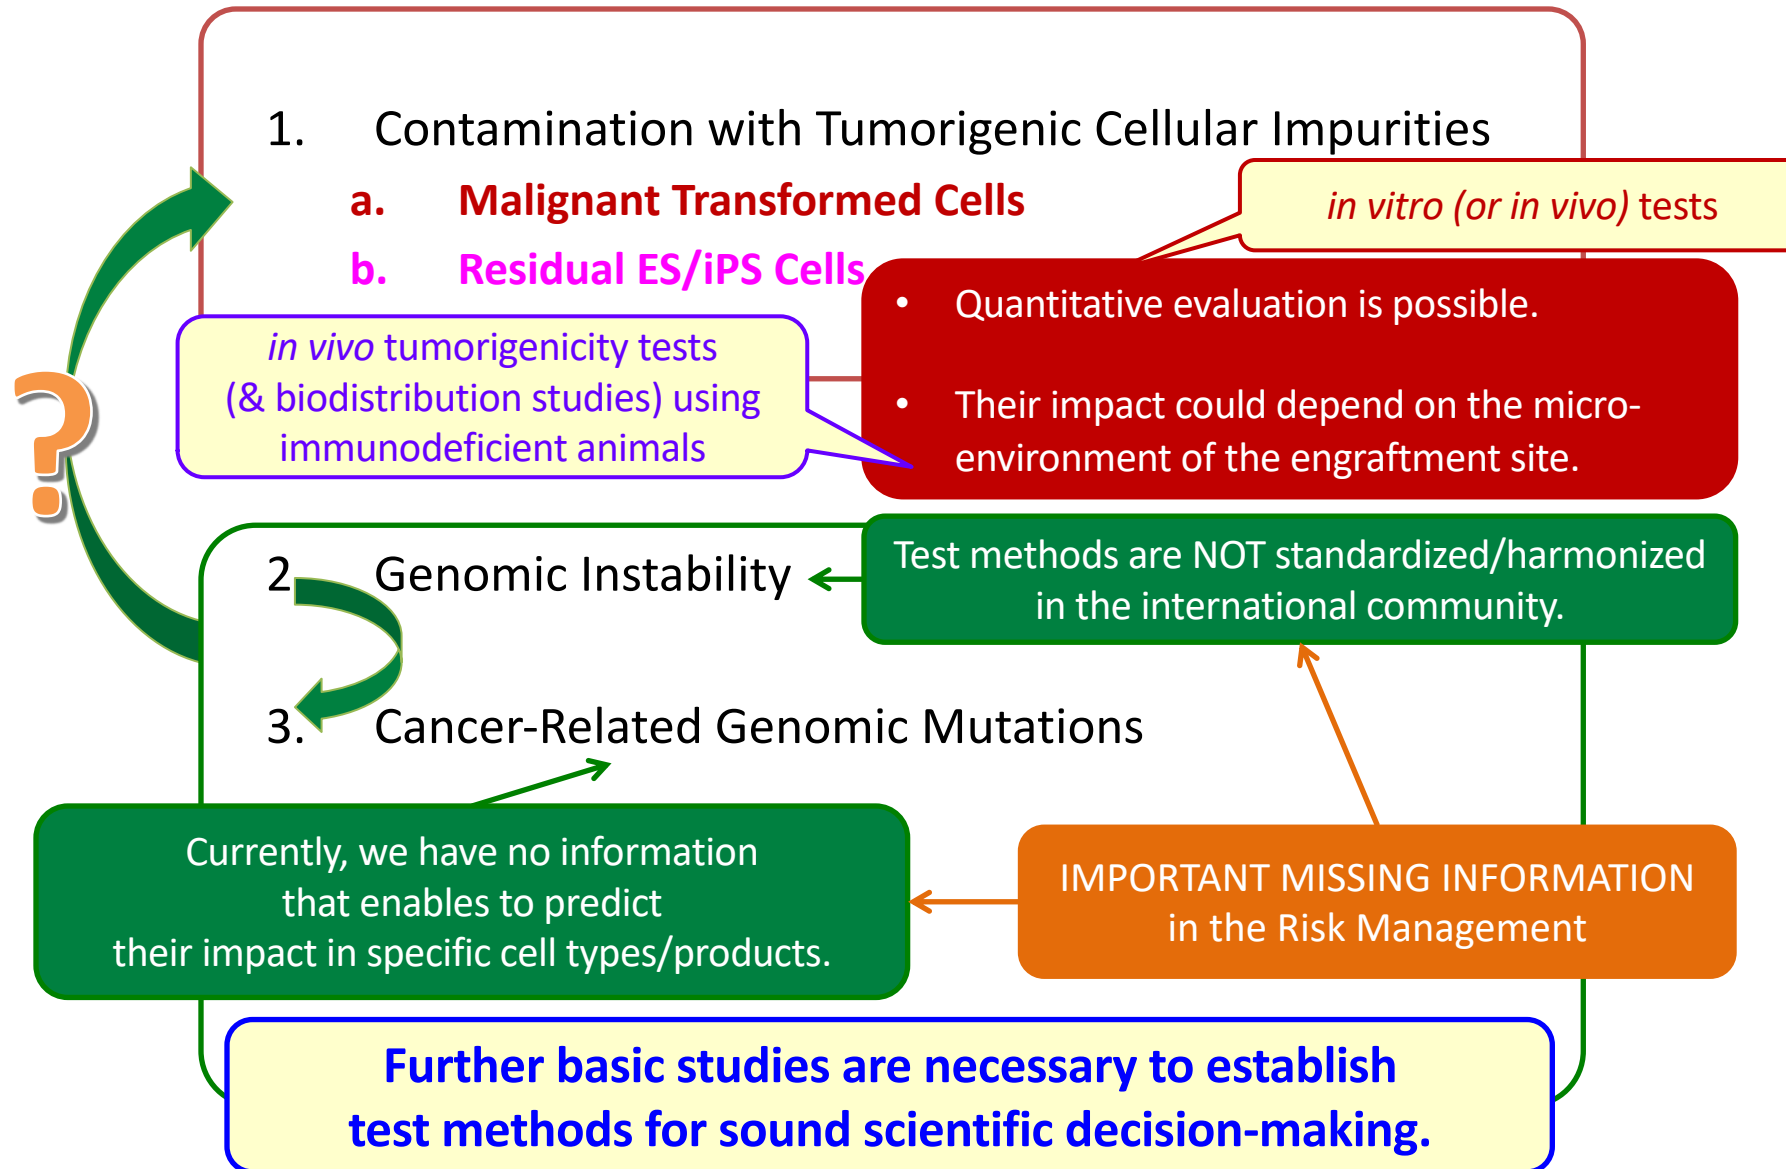 1. Contamination with Tumorigenic Cellular Impurities
a. Malignant Transformed Cells
b. Residual ES/iPS Cells
in vitro (or in vivo) tests
• Quantitative evaluation is possible.
• Their impact could depend on the micro-
environment of the engraftment site.
in vivo tumorigenicity tests
(& biodistribution studies) using
immunodeficient animals
?
2 Genomic Instability
Test methods are NOT standardized/harmonized
in the international community.
3. Cancer-Related Genomic Mutations
Currently, we have no information
that enables to predict
their impact in specific cell types/products.
IMPORTANT MISSING INFORMATION
in the Risk Management
Further basic studies are necessary to establish
test methods for sound scientific decision-making.